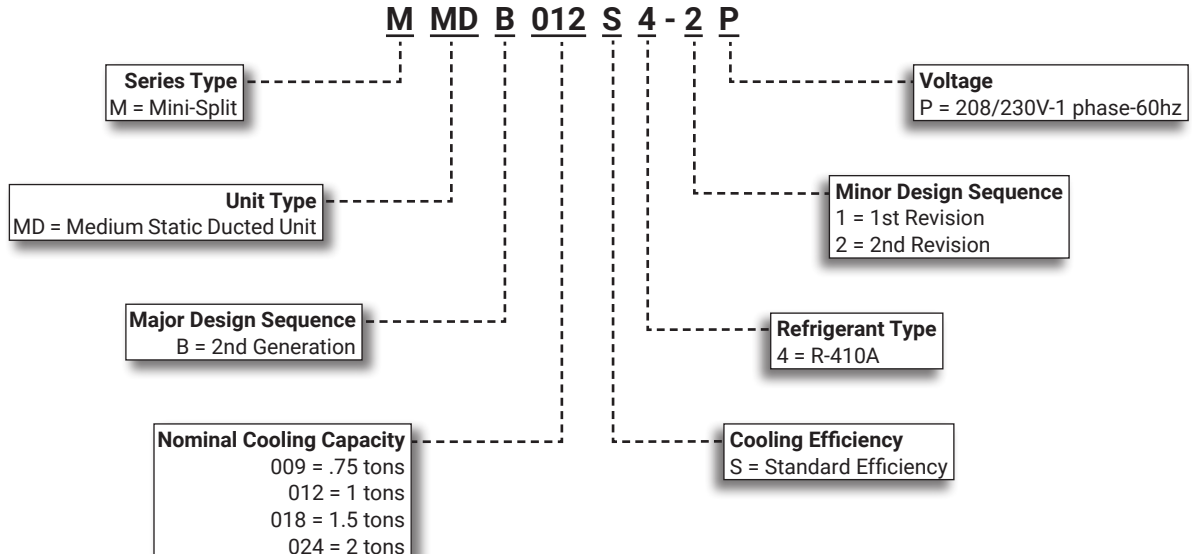 M MD B 012 S 4 - 2 P
Series Type
M = Mini-Split
Voltage
P = 208/230V-1 phase-60hz
Unit Type
MD = Medium Static Ducted Unit
Minor Design Sequence
1 = 1st Revision
2 = 2nd Revision
Major Design Sequence
B = 2nd Generation
Refrigerant Type
4 = R-410A
Nominal Cooling Capacity
009 = .75 tons
012 = 1 tons
018 = 1.5 tons
024 = 2 tons
Cooling Efficiency
S = Standard Efficiency